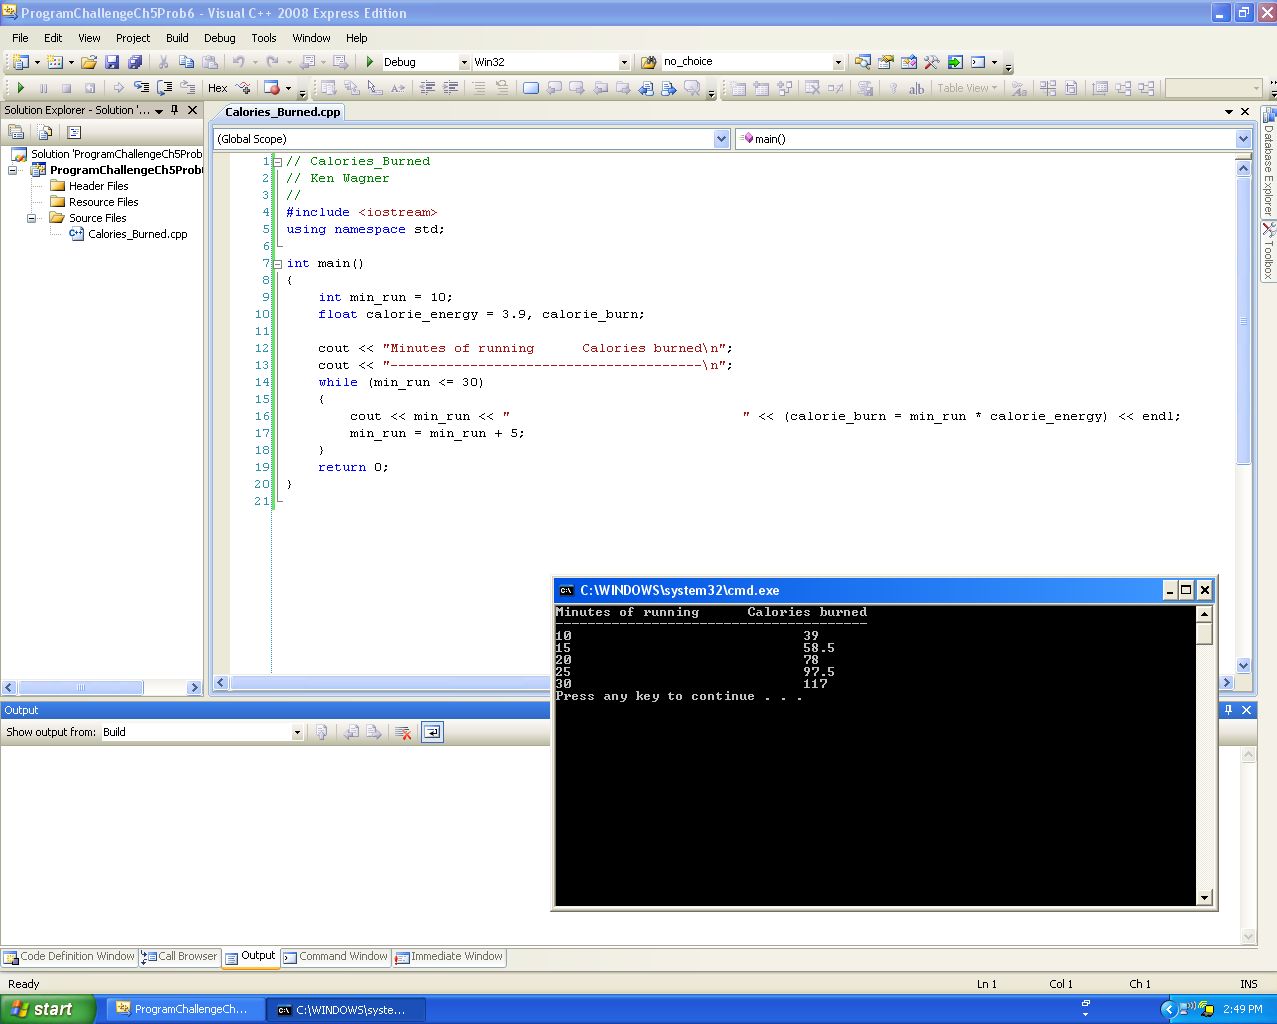 ProgramChallengeCh5Prob6 - Visual C++ 2008 Express Edition
File Edit View Project Build Debug Tools Window Help
Debug Win32 no_choice
Hex Table View
Solution Explorer - Solution '...
Calories_Burned.cpp
(Global Scope) main()
Solution 'ProgramChallengeCh5Prob
ProgramChallengeCh5Prob
Header Files
Resource Files
Source Files
Calories_Burned.cpp
1 // Calories_Burned
2 // Ken Wagner
3 //
4 #include <iostream>
5 using namespace std;
6
7 int main()
8 {
9 int min_run = 10;
10 float calorie_energy = 3.9, calorie_burn;
11
12 cout << "Minutes of running      Calories burned\n";
13 cout << "---------------------------------------\n";
14 while (min_run <= 30)
15 {
16 cout << min_run << "                             " << (calorie_burn = min_run * calorie_energy) << endl;
17 min_run = min_run + 5;
18 }
19 return 0;
20 }
21
Database Explorer
Toolbox
C:\WINDOWS\system32\cmd.exe
Minutes of running      Calories burned
---------------------------------------
10                             39
15                             58.5
20                             78
25                             97.5
30                             117
Press any key to continue . . .
Output
Show output from: Build
Code Definition Window Call Browser Output Command Window Immediate Window
Ready Ln 1 Col 1 Ch 1 INS
start ProgramChallengeCh... C:\WINDOWS\syste... 2:49 PM